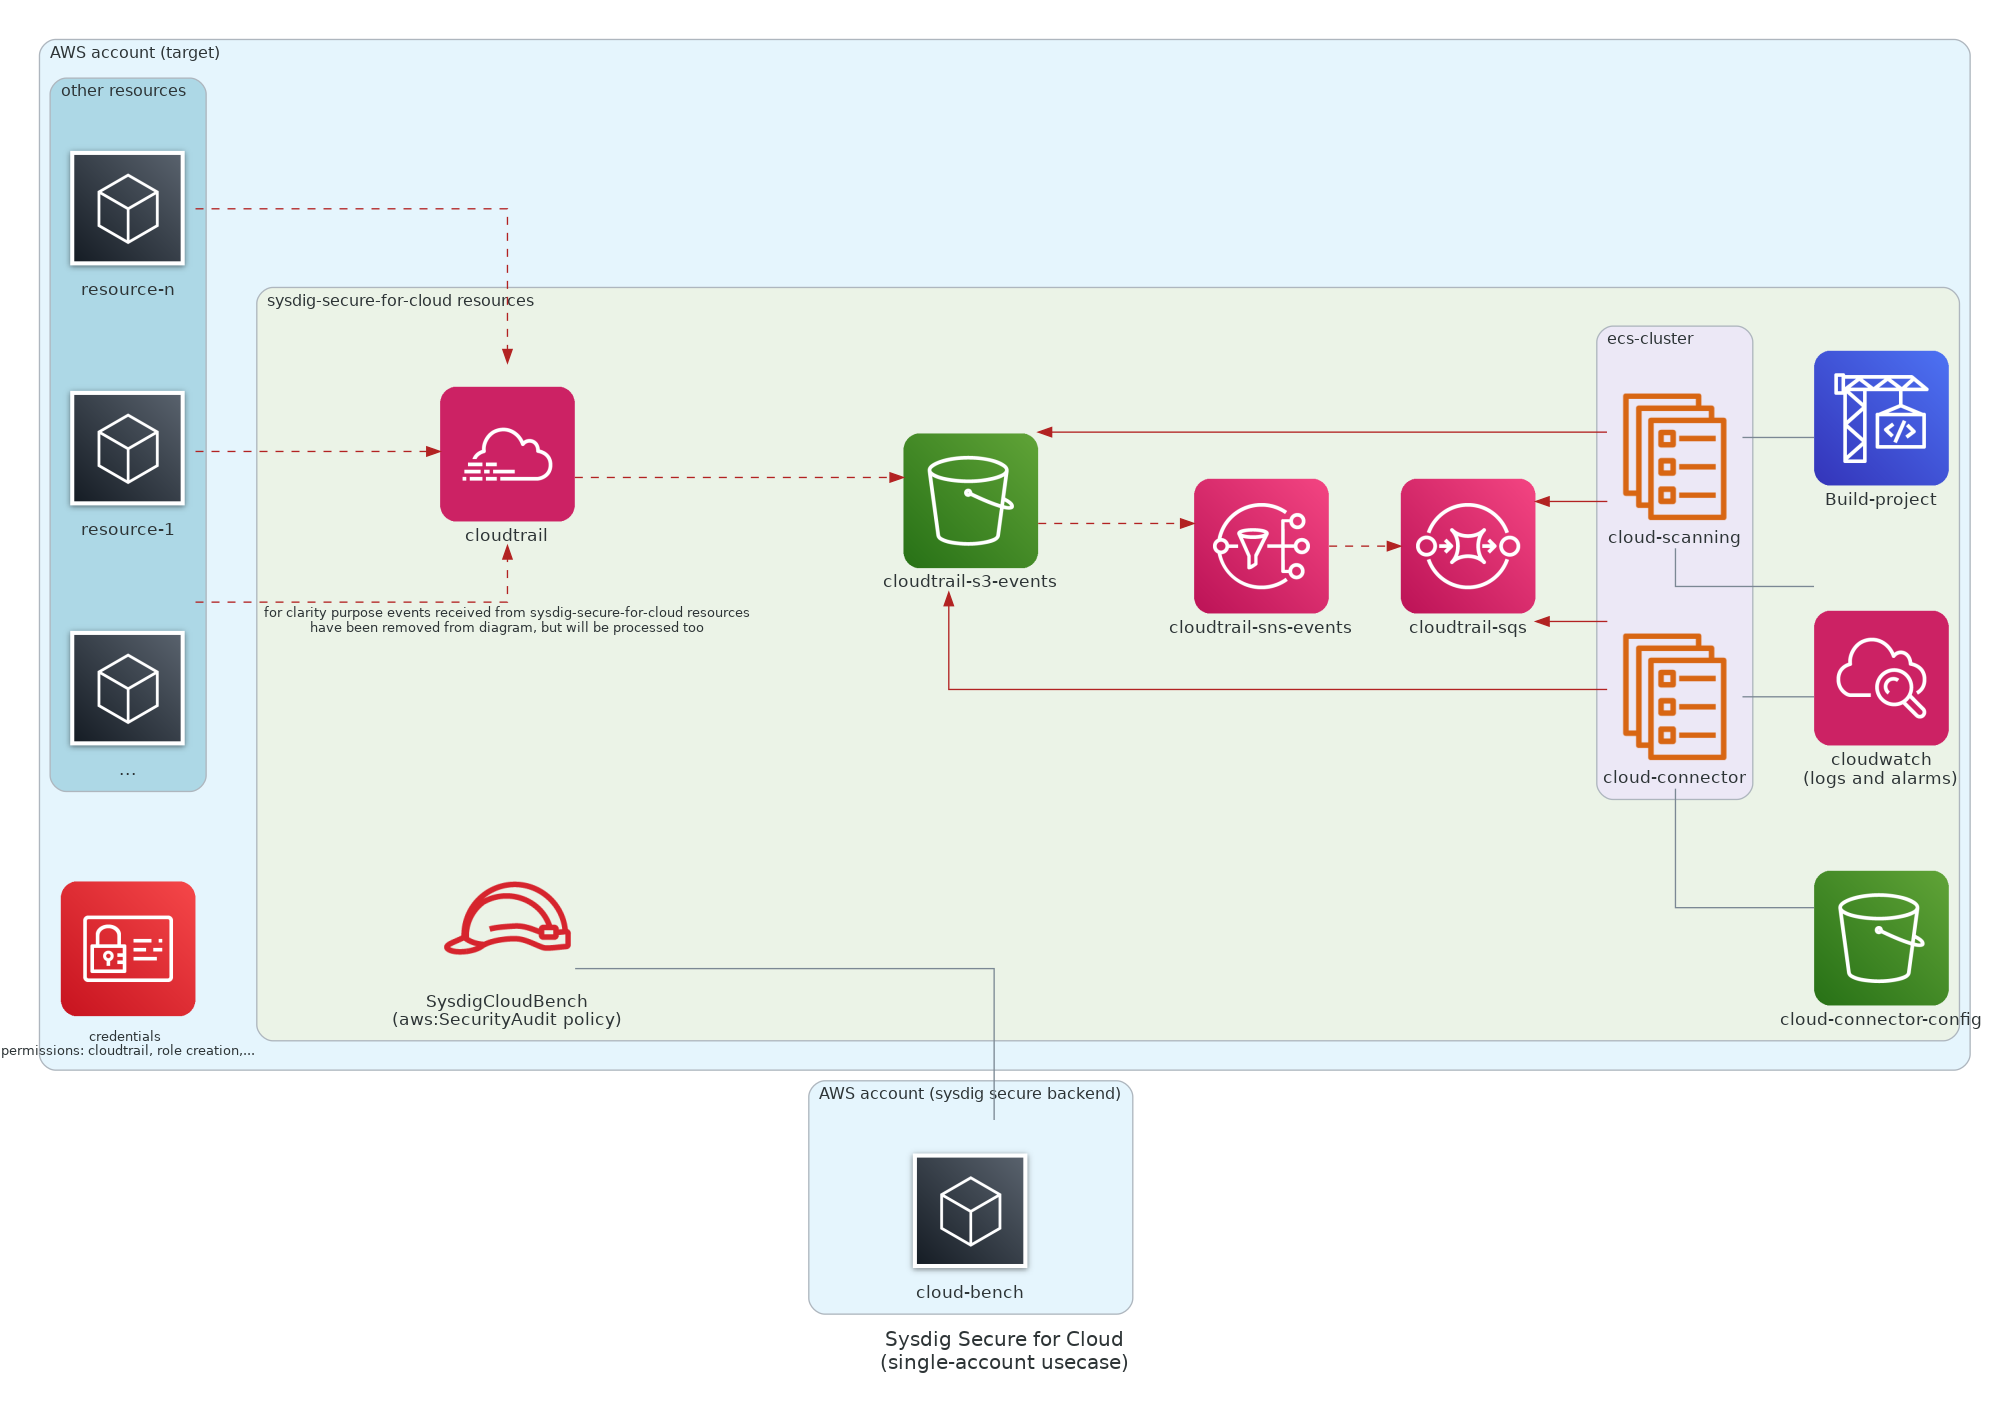 AWS account (target)
other resources
resource-n
resource-1
...
sysdig-secure-for-cloud resources
cloudtrail
for clarity purpose events received from sysdig-secure-for-cloud resources
have been removed from diagram, but will be processed too
cloudtrail-s3-events
cloudtrail-sns-events
cloudtrail-sqs
ecs-cluster
cloud-scanning
cloud-connector
Build-project
cloudwatch
(logs and alarms)
cloud-connector-config
SysdigCloudBench
(aws:SecurityAudit policy)
credentials
permissions: cloudtrail, role creation,...
AWS account (sysdig secure backend)
cloud-bench
Sysdig Secure for Cloud
(single-account usecase)